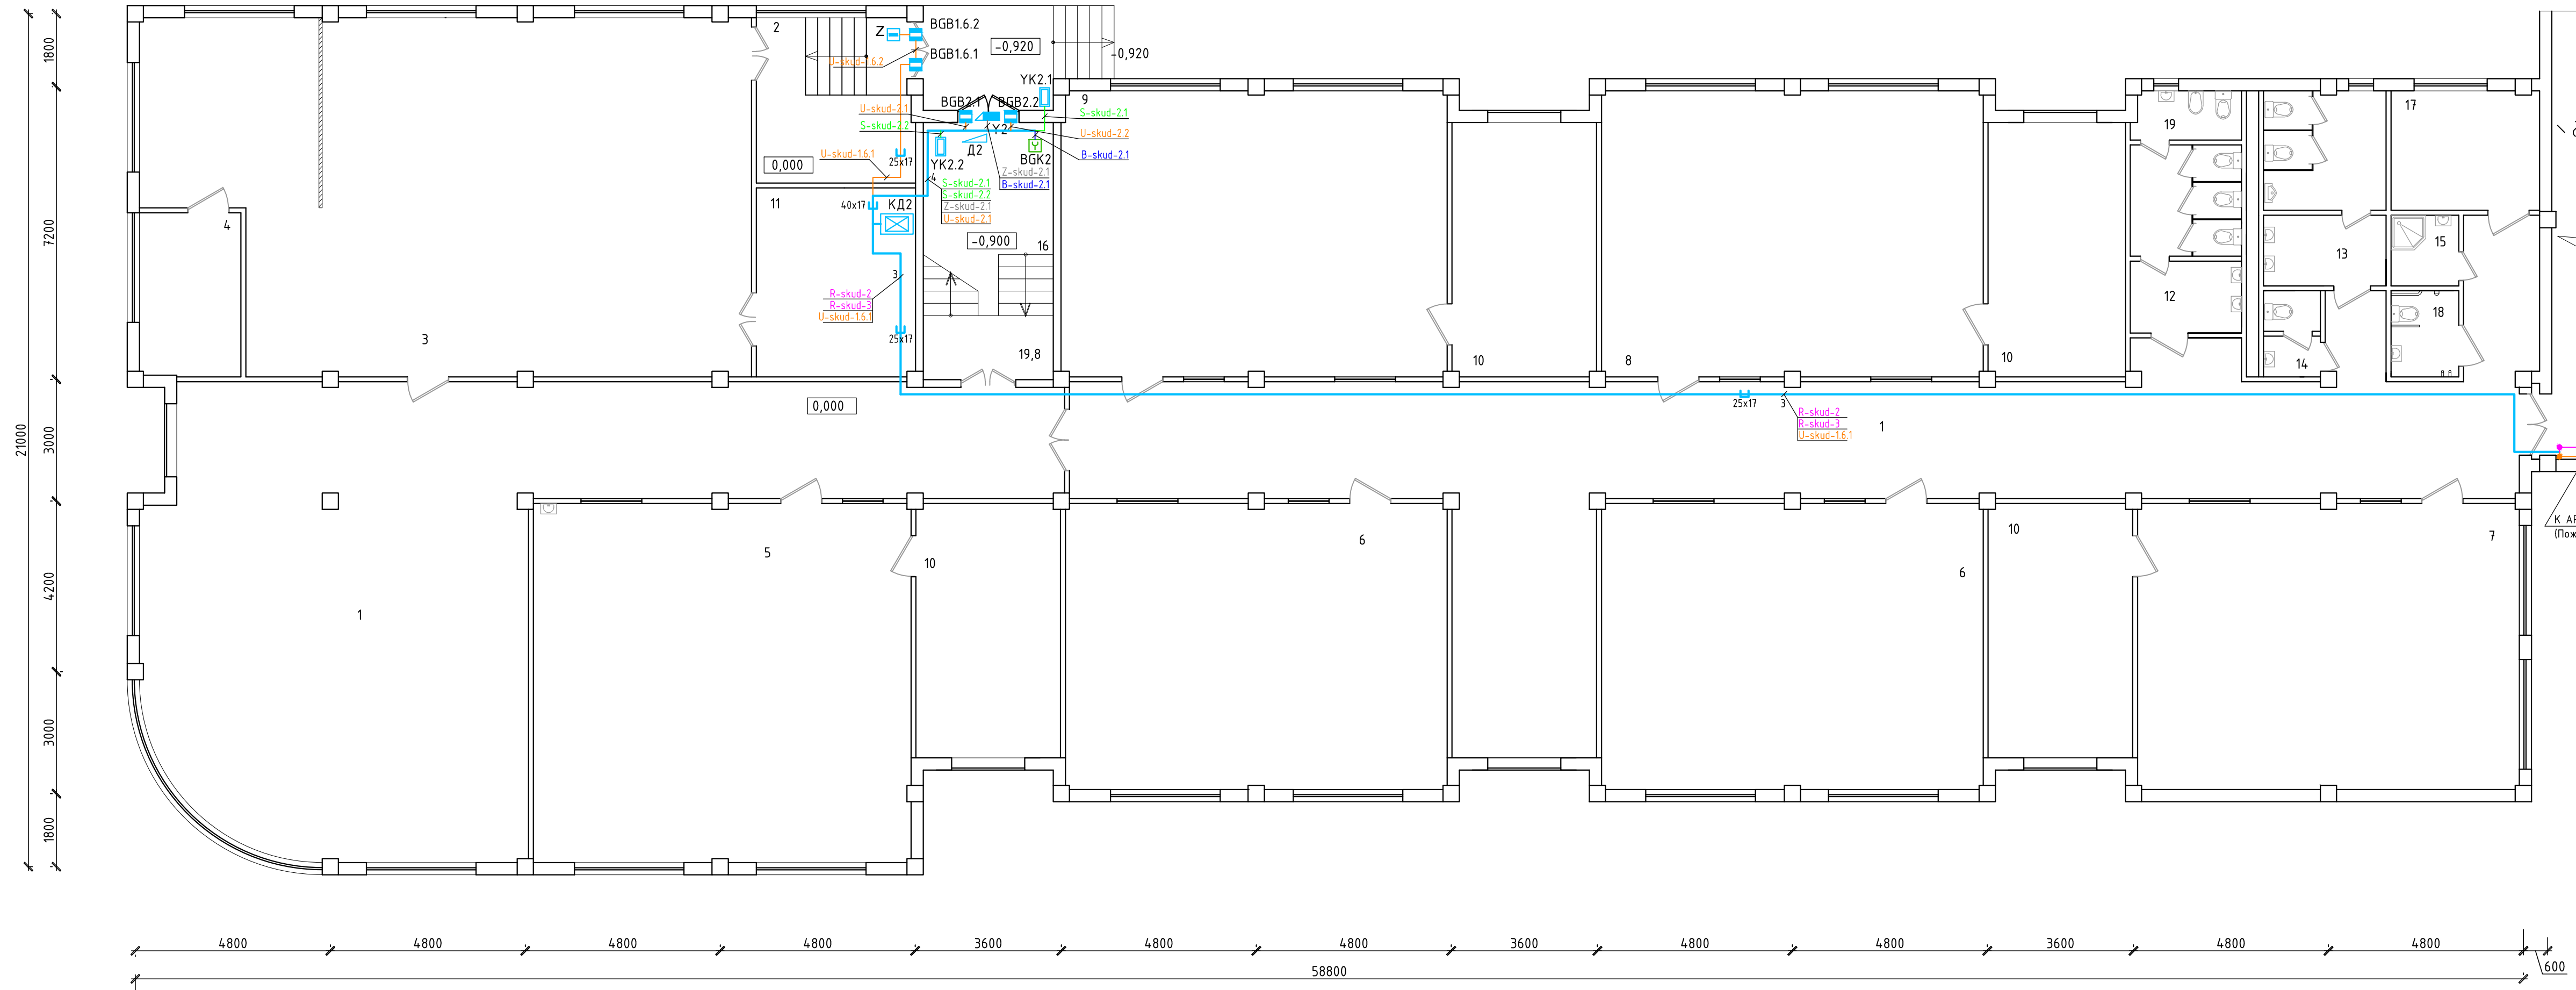 2
BGB1.6.2
Z
BGB1.6.1
-0,920
-0,920
U-skud-1.6.2
1800
YK2.1
9
BGB2.1
BGB2.2
U-skud-2.1
S-skud-2.1
S-skud-2.2
Y2
U-skud-2.2
17
19
Д2
B-skud-2.1
U-skud-1.6.1
25x17
0,000
YK2.2
BGK2
Z-skud-2.1
B-skud-2.1
4
S-skud-2.1
S-skud-2.2
Z-skud-2.1
U-skud-2.1
11
40x17
КД2
4
7200
-0,900
16
15
13
3
12
R-skud-2
R-skud-3
U-skud-1.6.1
18
25x17
3
19,8
10
8
10
14
0,000
25x17
3
R-skud-2
R-skud-3
U-skud-1.6.1
1
21000
3000
К АР
(Пож
5
10
6
10
7
6
4200
1
3000
1800
4800
4800
4800
4800
3600
4800
4800
3600
4800
4800
3600
4800
4800
600
58800